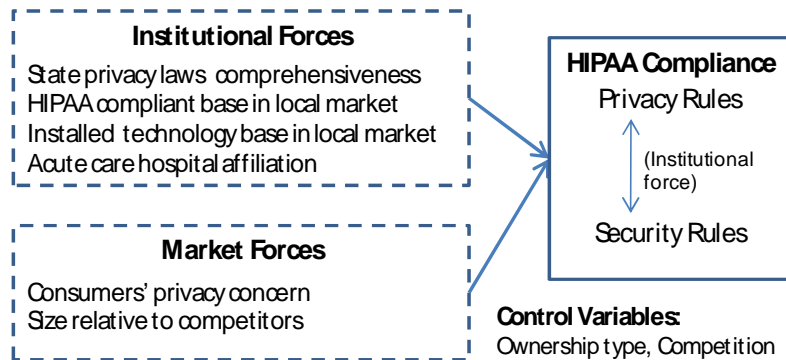 Institutional Forces
State privacy laws comprehensiveness
HIPAA compliant base in local market
Installed technology base in local market
Acute care hospital affiliation
Market Forces
Consumers' privacy concern
Size relative to competitors
HIPAA Compliance
Privacy Rules
(Institutional
force)
Security Rules
Control Variables:
Ownership type, Competition